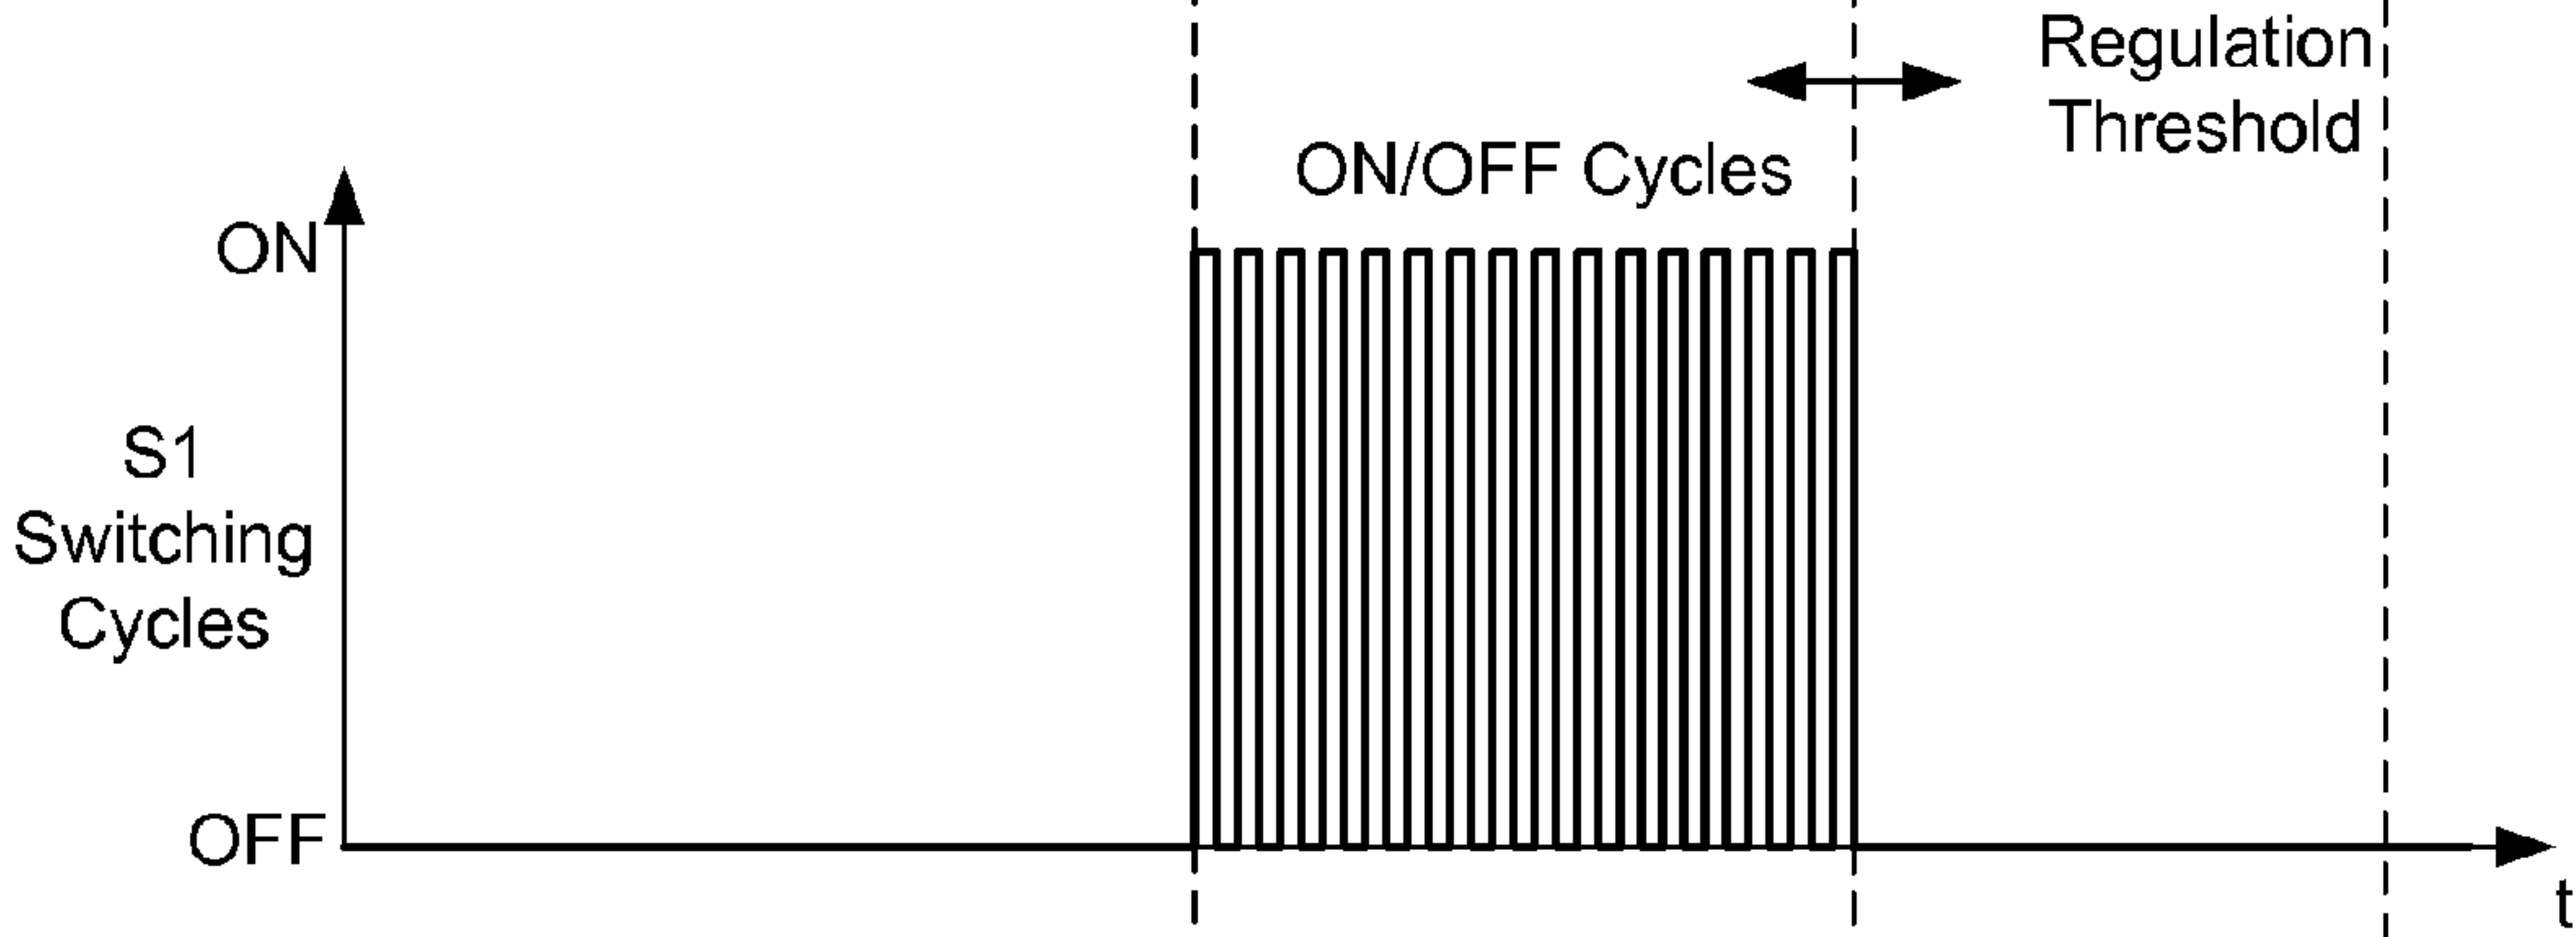 Regulation
Threshold
ON/OFF Cycles
ON
S1
Switching
Cycles
OFF
t